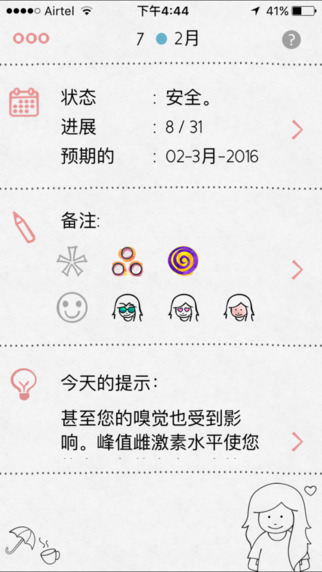 Airtel 下午4:44 41%
7 2月 ?
状态 : 安全。
进展 : 8 / 31
预期的 : 02-3月-2016
备注:
今天的提示:
甚至您的嗅觉也受到影
响。峰值雌激素水平使您